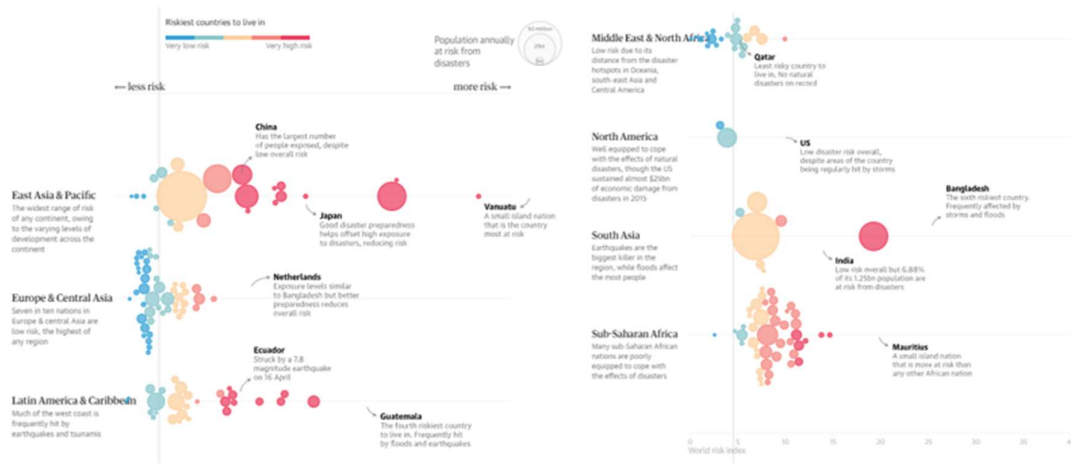 Riskiest countries to live in
Very low risk
Very high risk
Population annually
at risk from
disasters
50 million
25m
less risk
more risk
China
Has the largest number
of people exposed, despite
low overall risk
East Asia & Pacific
The widest range of risk
of any continent, owing
to the varying levels of
development across the
continent
Japan
Good disaster preparedness
helps offset high exposure
to disasters, reducing risk
Vanuatu
A small island nation
that is the country
most at risk
Netherlands
Exposure levels similar
to Bangladesh but better
preparedness reduces
overall risk
Europe & Central Asia
Seven in ten nations in
Europe & central Asia are
low risk, the highest of
any region
Ecuador
Struck by a 7.8
magnitude earthquake
on 16 April
Latin America & Caribbean
Much of the west coast is
frequently hit by
earthquakes and tsunamis
Guatemala
The fourth riskiest country
to live in. Frequently hit
by floods and earthquakes
Middle East & North Africa
Low risk due to its
distance from the disaster
hotspots in Oceania,
south-east Asia and
Central America
Qatar
Least risky country to
live in. No natural
disasters on record
North America
Well equipped to cope
with the effects of natural
disasters, though the US
sustained almost $25bn
of economic damage from
disasters in 2015
US
Low disaster risk overall,
despite areas of the country
being regularly hit by storms
Bangladesh
The sixth riskiest country.
Frequently affected by
storms and floods
South Asia
Earthquakes are the
biggest killer in the
region, while floods affect
the most people
India
Low risk overall but 6.88%
of its 1.25bn population are
at risk from disasters
Sub-Saharan Africa
Many sub-Saharan African
nations are poorly
equipped to cope with
the effects of disasters
Mauritius
A small island nation
that is more at risk than
any other African nation
0 5 10 15 20 25 30 35 4
World risk index